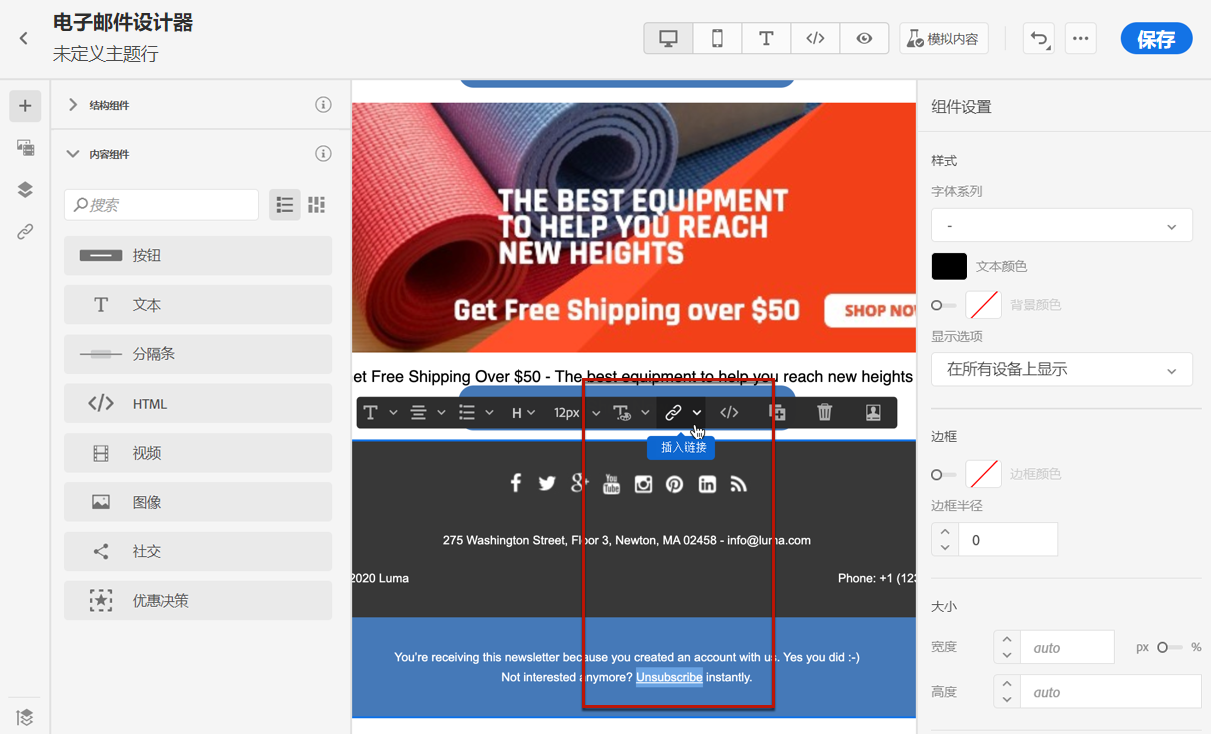 电子邮件设计器
未定义主题行
模拟内容
保存
结构组件
内容组件
搜索
按钮
文本
分隔条
HTML
视频
图像
社交
优惠决策
THE BEST EQUIPMENT
TO HELP YOU REACH
NEW HEIGHTS
Get Free Shipping over $50
SHOP NOW
et Free Shipping Over $50 - The best equipment to help you reach new heights
H
12px
插入链接
You
Tube
275 Washington Street, Floor 3, Newton, MA 02458 - info@luma.com
2020 Luma
Phone: +1 (123
You’re receiving this newsletter because you created an account with us. Yes you did :-)
Not interested anymore? Unsubscribe instantly.
组件设置
样式
字体系列
-
文本颜色
背景颜色
显示选项
在所有设备上显示
边框
边框颜色
边框半径
0
大小
宽度
auto
px
%
高度
auto